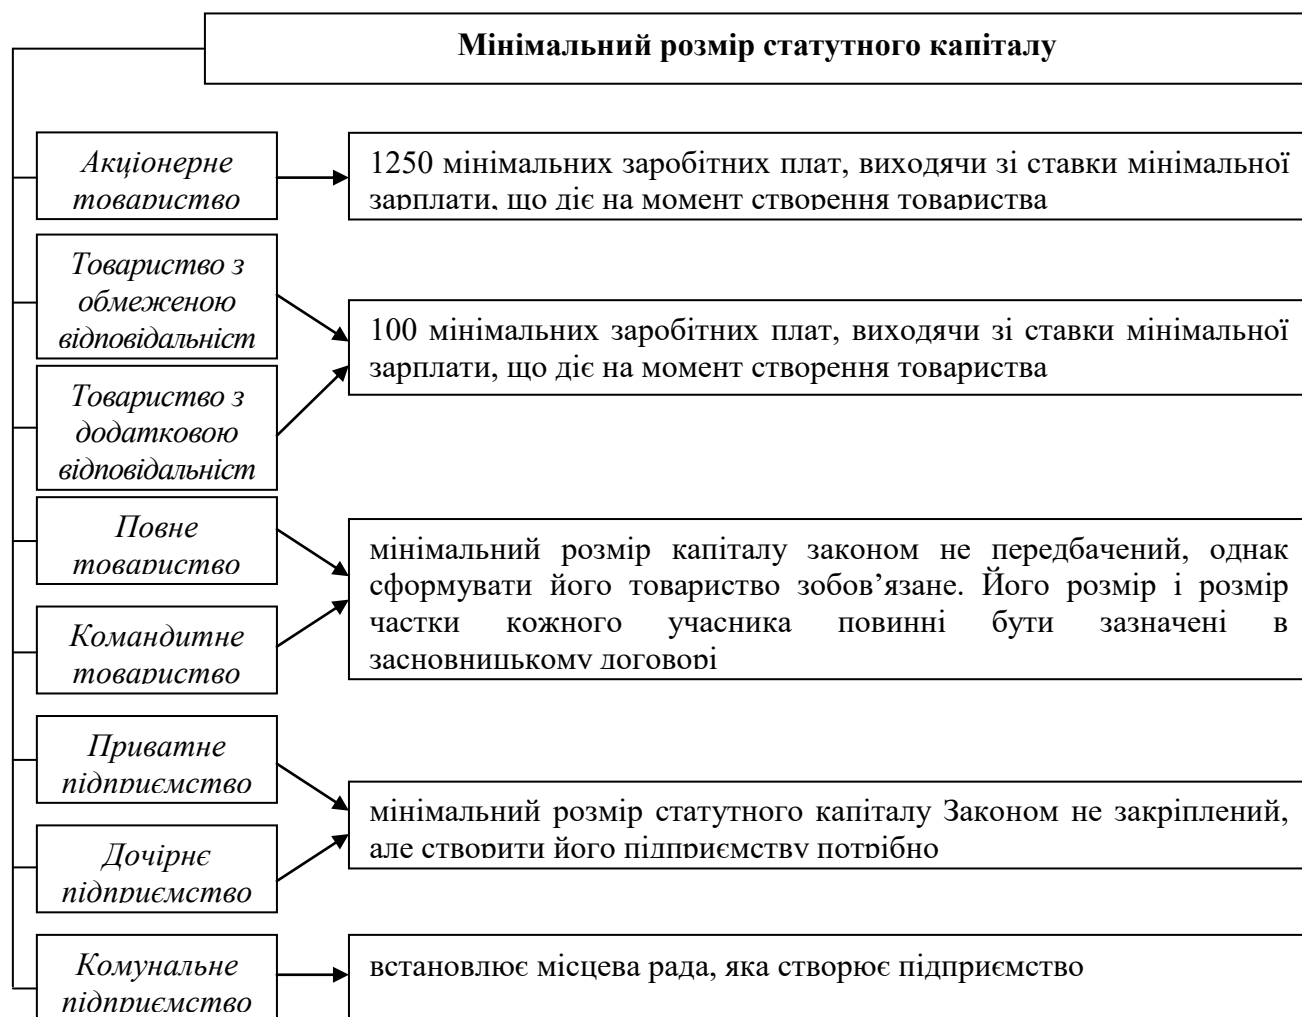 Мінімальний розмір статутного капіталу
Акціонерне
товариство
1250 мінімальних заробітних плат, виходячи зі ставки мінімальної
зарплати, що діє на момент створення товариства
Товариство з
обмеженою
відповідальніст
100 мінімальних заробітних плат, виходячи зі ставки мінімальної
зарплати, що діє на момент створення товариства
Товариство з
додатковою
відповідальніст
Повне
товариство
мінімальний розмір капіталу законом не передбачений, однак
сформувати його товариство зобов’язане. Його розмір і розмір
частки кожного учасника повинні бути зазначені в
засновницькому договорі
Командитне
товариство
Приватне
підприємство
мінімальний розмір статутного капіталу Законом не закріплений,
але створити його підприємству потрібно
Дочірнє
підприємство
Комунальне
підприємство
встановлює місцева рада, яка створює підприємство